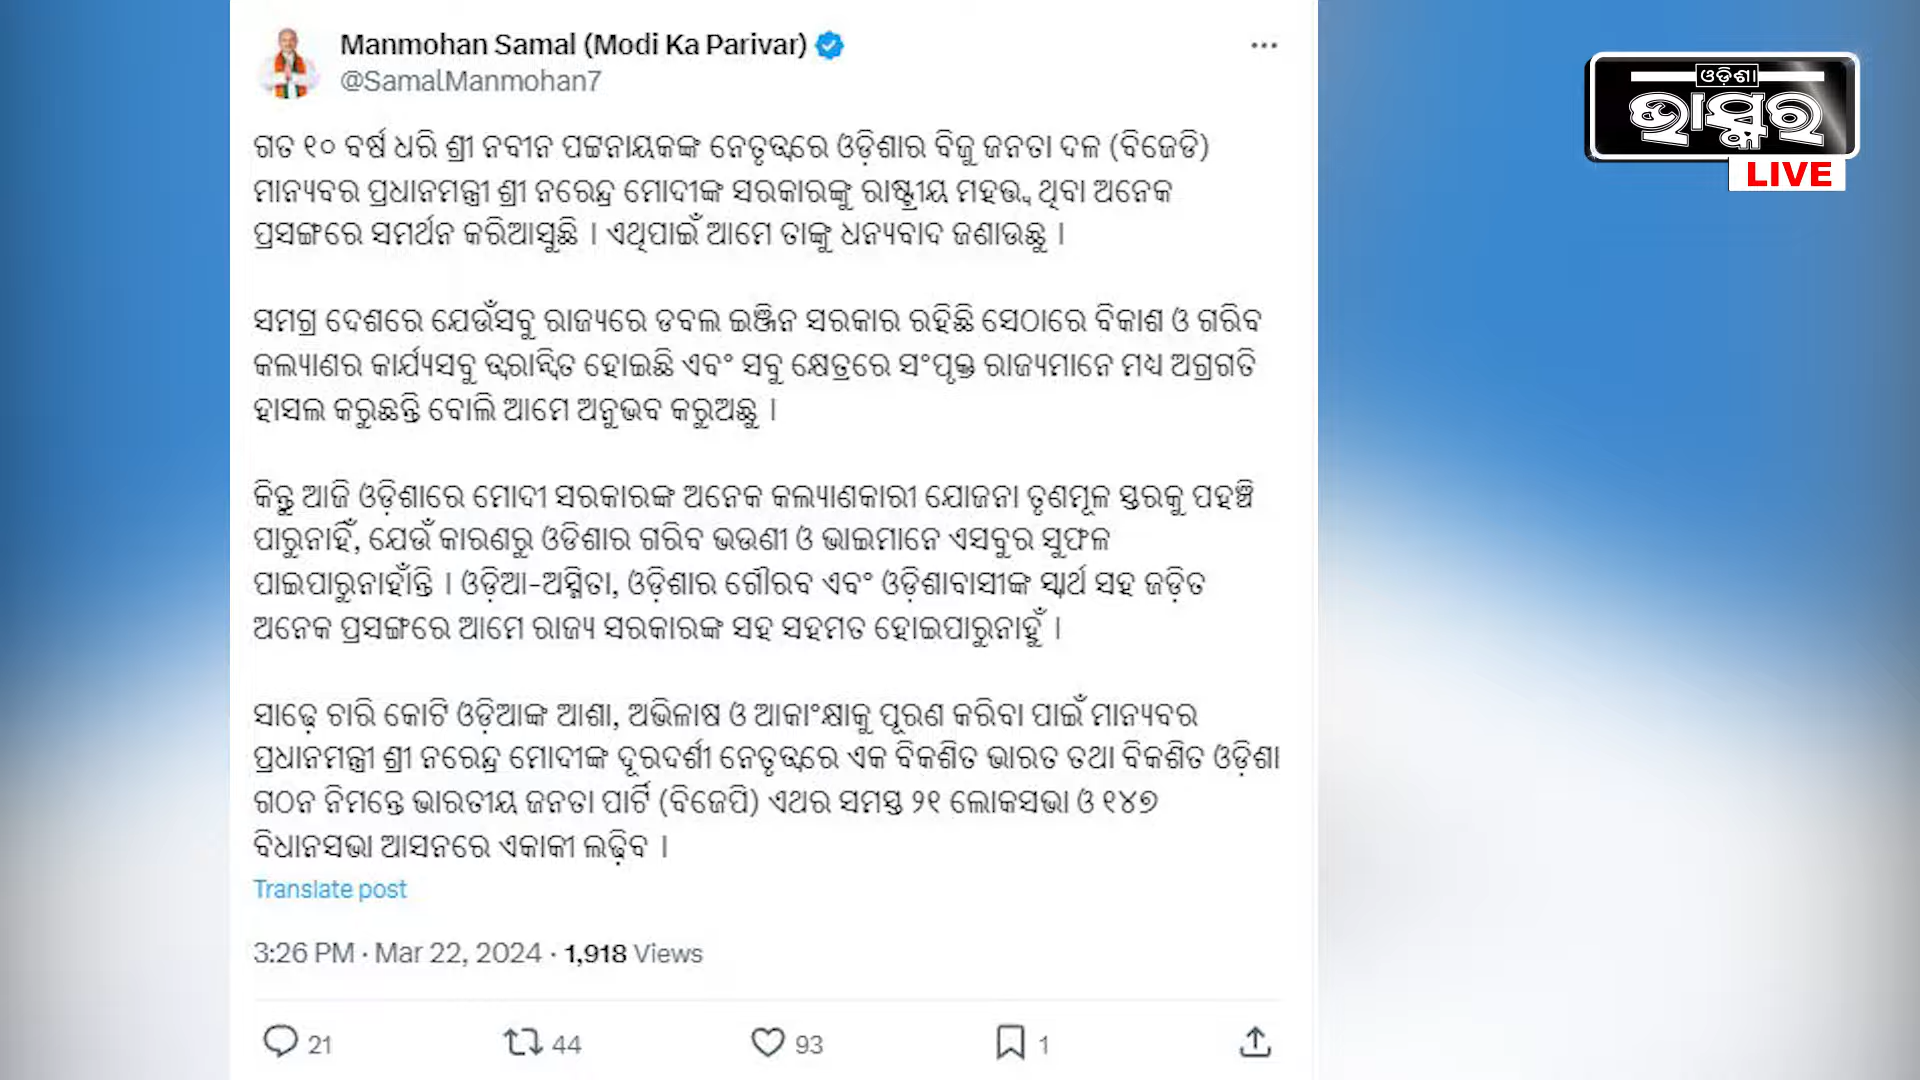 Manmohan Samal (Modi Ka Parivar)
@SamalManmohan7
ଗତ ୧୦ ବର୍ଷ ଧରି ଶ୍ରୀ ନବୀନ ପଟ୍ଟନାୟକଙ୍କ ନେତୃତ୍ୱରେ ଓଡ଼ିଶାର ବିଜୁ ଜନତା ଦଳ (ବିଜେଡି)
ମାନ୍ୟବର ପ୍ରଧାନମନ୍ତ୍ରୀ ଶ୍ରୀ ନରେନ୍ଦ୍ର ମୋଦୀଙ୍କ ସରକାରଙ୍କୁ ରାଷ୍ଟ୍ରୀୟ ମହତ୍ତ୍ୱ ଥିବା ଅନେକ
ପ୍ରସଙ୍ଗରେ ସମର୍ଥନ କରିଆସୁଛି । ଏଥିପାଇଁ ଆମେ ତାଙ୍କୁ ଧନ୍ୟବାଦ ଜଣାଉଛୁ ।
ସମଗ୍ର ଦେଶରେ ଯେଉଁସବୁ ରାଜ୍ୟରେ ଡବଲ ଇଞ୍ଜିନ ସରକାର ରହିଛି ସେଠାରେ ବିକାଶ ଓ ଗରିବ
କଲ୍ୟାଣର କାର୍ଯ୍ୟସବୁ ତ୍ୱରାନ୍ୱିତ ହୋଇଛି ଏବଂ ସବୁ କ୍ଷେତ୍ରରେ ସଂପୃକ୍ତ ରାଜ୍ୟମାନେ ମଧ୍ୟ ଅଗ୍ରଗତି
ହାସଲ କରୁଛନ୍ତି ବୋଲି ଆମେ ଅନୁଭବ କରୁଅଛୁ ।
କିନ୍ତୁ ଆଜି ଓଡ଼ିଶାରେ ମୋଦୀ ସରକାରଙ୍କ ଅନେକ କଲ୍ୟାଣକାରୀ ଯୋଜନା ତୃଣମୂଳ ସ୍ତରକୁ ପହଞ୍ଚି
ପାରୁନାହିଁ, ଯେଉଁ କାରଣରୁ ଓଡିଶାର ଗରିବ ଭଉଣୀ ଓ ଭାଇମାନେ ଏସବୁର ସୁଫଳ
ପାଇପାରୁନାହାଁନ୍ତି । ଓଡ଼ିଆ-ଅସ୍ମିତା, ଓଡ଼ିଶାର ଗୌରବ ଏବଂ ଓଡ଼ିଶାବାସୀଙ୍କ ସ୍ୱାର୍ଥ ସହ ଜଡ଼ିତ
ଅନେକ ପ୍ରସଙ୍ଗରେ ଆମେ ରାଜ୍ୟ ସରକାରଙ୍କ ସହ ସହମତ ହୋଇପାରୁନାହୁଁ ।
ସାଢ଼େ ଚାରି କୋଟି ଓଡ଼ିଆଙ୍କ ଆଶା, ଅଭିଳାଷ ଓ ଆକାଂକ୍ଷାକୁ ପୂରଣ କରିବା ପାଇଁ ମାନ୍ୟବର
ପ୍ରଧାନମନ୍ତ୍ରୀ ଶ୍ରୀ ନରେନ୍ଦ୍ର ମୋଦୀଙ୍କ ଦୂରଦର୍ଶୀ ନେତୃତ୍ୱରେ ଏକ ବିକଶିତ ଭାରତ ତଥା ବିକଶିତ ଓଡ଼ିଶା
ଗଠନ ନିମନ୍ତେ ଭାରତୀୟ ଜନତା ପାର୍ଟି (ବିଜେପି) ଏଥର ସମସ୍ତ ୨୧ ଲୋକସଭା ଓ ୧୪୭
ବିଧାନସଭା ଆସନରେ ଏକାକୀ ଲଢ଼ିବ ।
Translate post
3:26 PM · Mar 22, 2024 · 1,918 Views
21 44 93 1
ଓଡ଼ିଶା
ଭାସ୍କର
LIVE